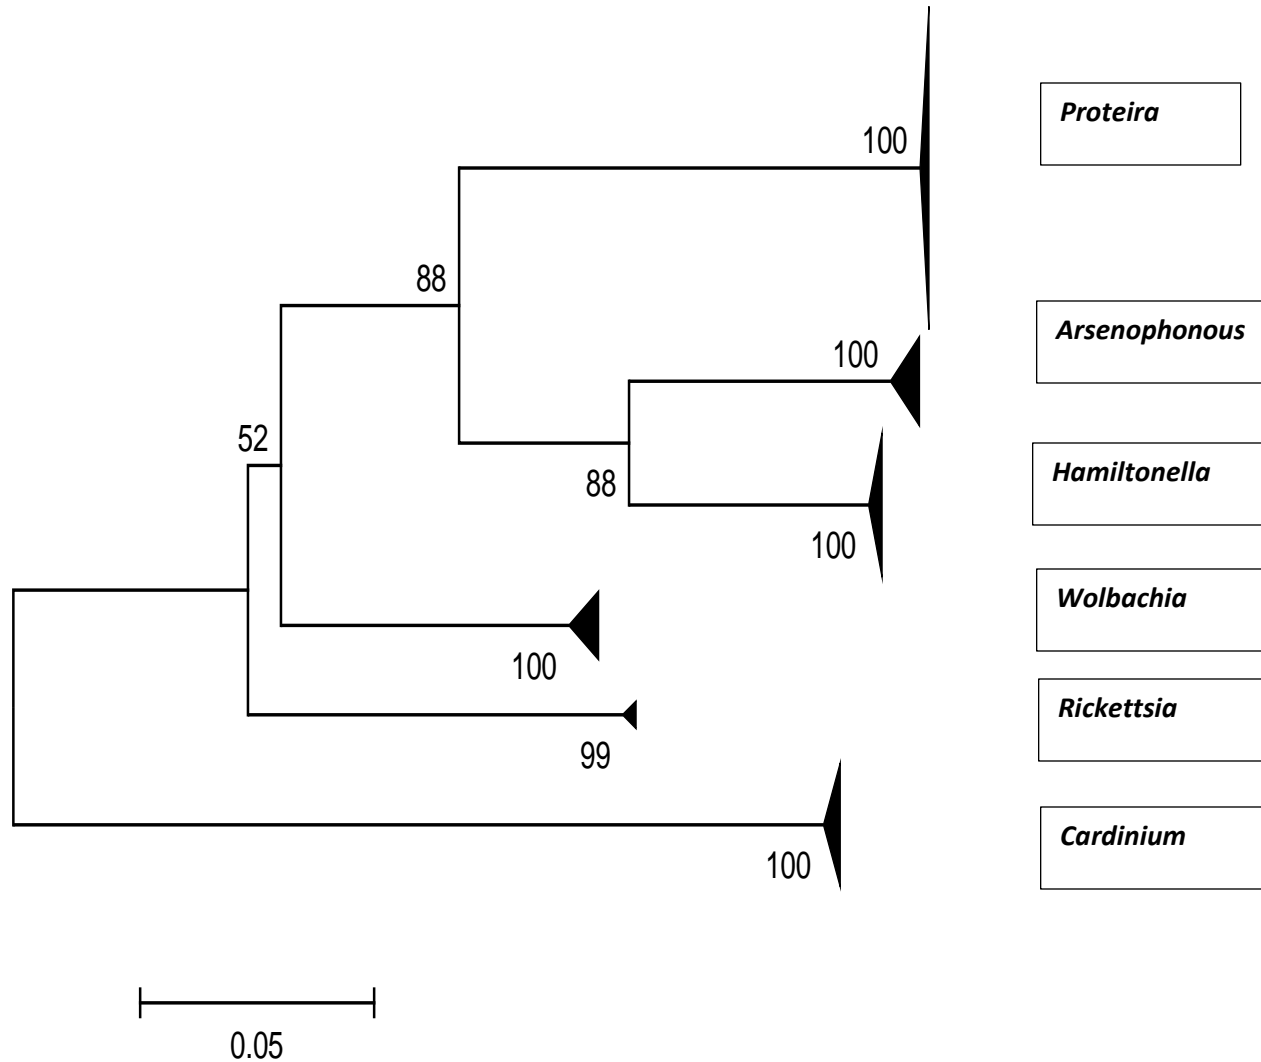 Proteira
100
88
Arsenophonous
100
52
Hamiltonella
88
100
Wolbachia
100
Rickettsia
99
Cardinium
100
0.05